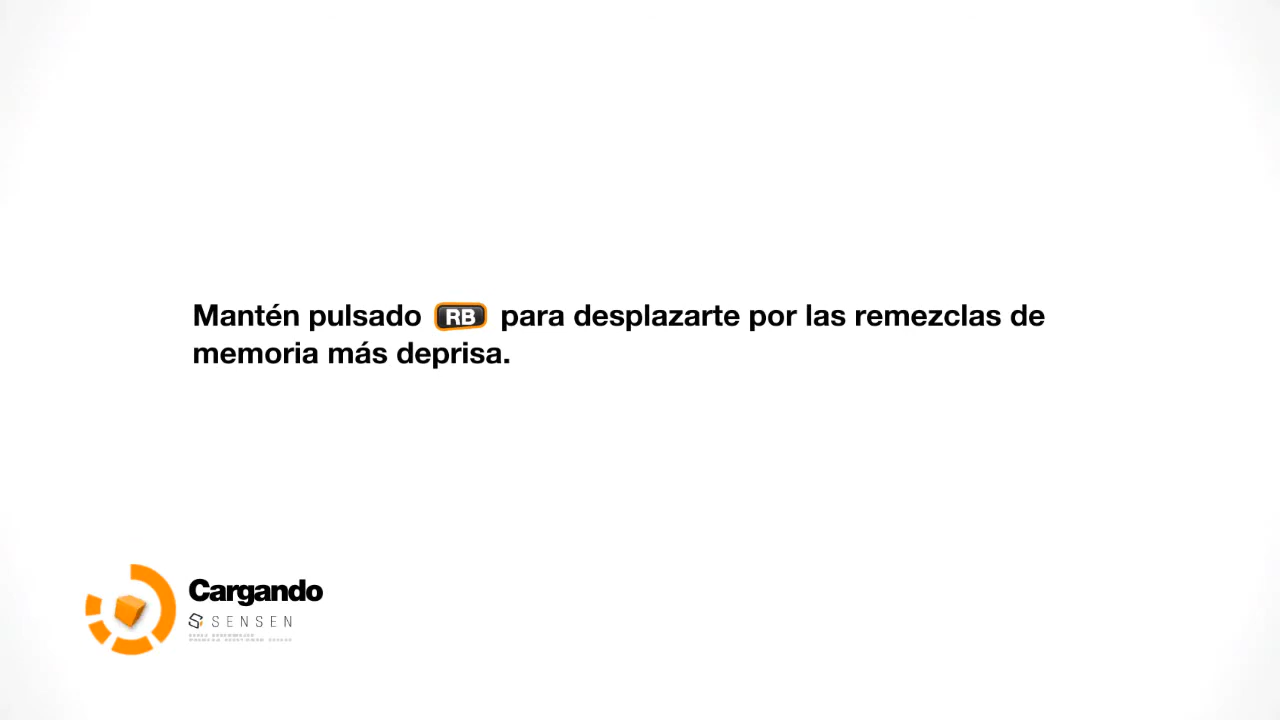 Mantén pulsado RB para desplazarte por las remezclas de
memoria más deprisa.
Cargando
SENSEN